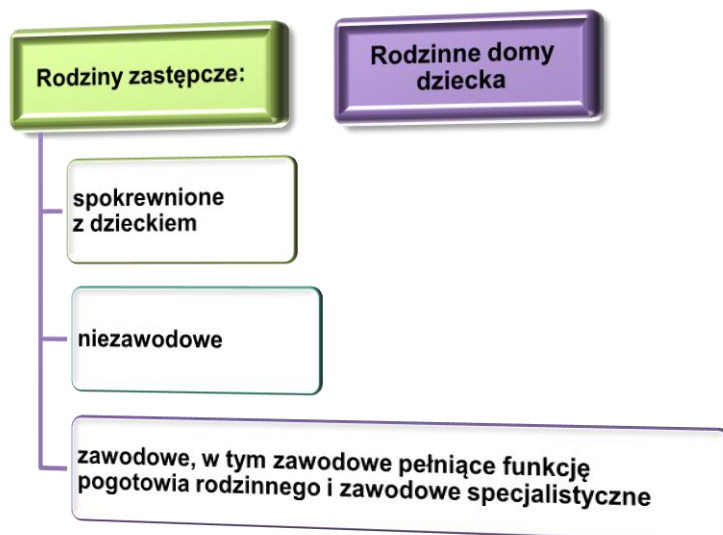 Rodziny zastępcze:
Rodzinne domy
dziecka
spokrewnione
z dzieckiem
niezawodowe
zawodowe, w tym zawodowe pełniące funkcję
pogotowia rodzinnego i zawodowe specjalistyczne